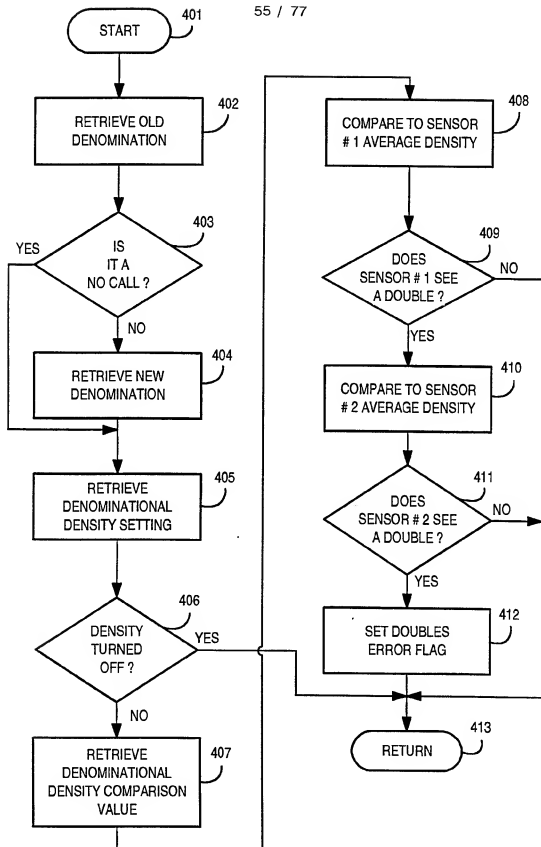 55 / 77
START
401
RETRIEVE OLD
DENOMINATION
402
IS
IT A
NO CALL ?
403
YES
NO
RETRIEVE NEW
DENOMINATION
404
RETRIEVE
DENOMINATIONAL
DENSITY SETTING
405
DENSITY
TURNED
OFF ?
406
YES
NO
RETRIEVE
DENOMINATIONAL
DENSITY COMPARISON
VALUE
407
COMPARE TO SENSOR
# 1 AVERAGE DENSITY
408
DOES
SENSOR # 1 SEE
A DOUBLE ?
409
NO
YES
COMPARE TO SENSOR
# 2 AVERAGE DENSITY
410
DOES
SENSOR # 2 SEE
A DOUBLE ?
411
NO
YES
SET DOUBLES
ERROR FLAG
412
RETURN
413